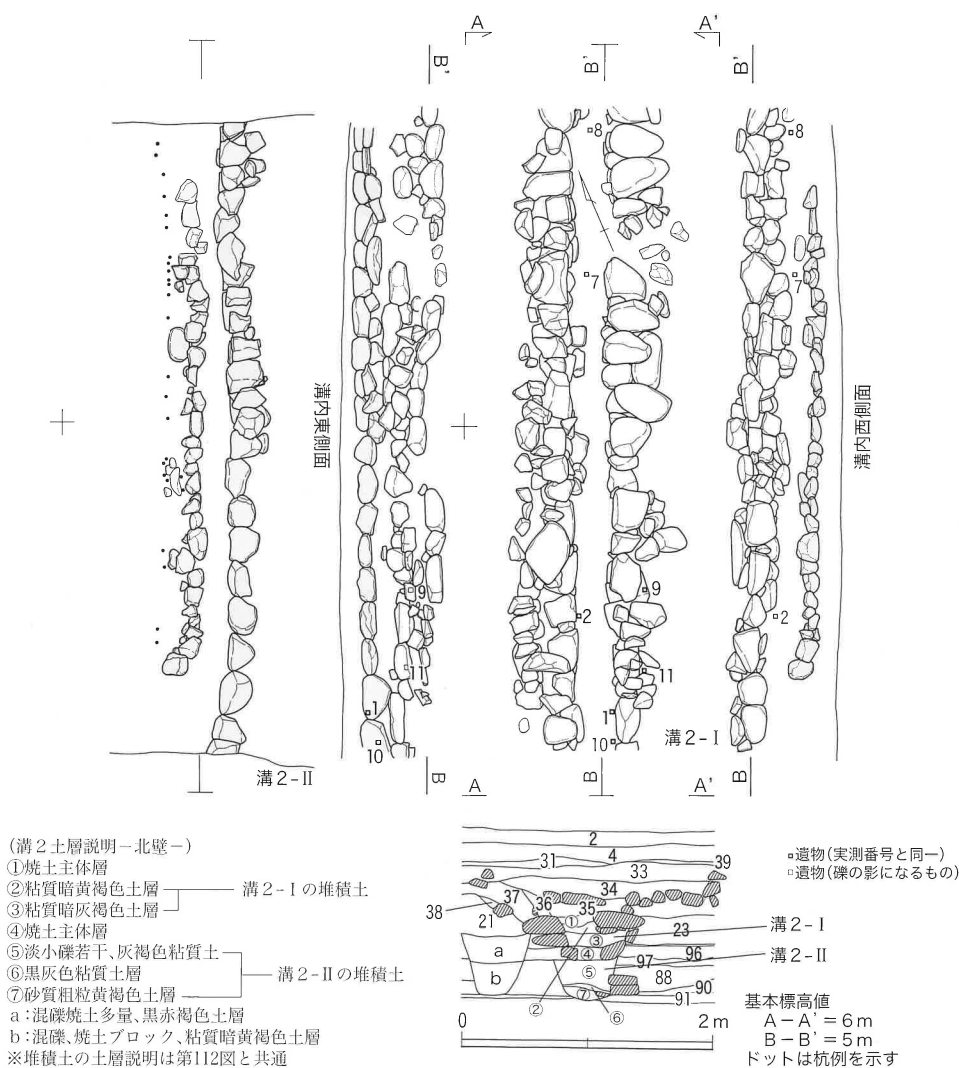 A A'
B' B' B'
8 8
7 7
溝内東側面
溝内西側面
9 9
2 2
11 11
1 1
10 10
溝2-Ⅰ
溝2-Ⅱ
B A B A' B
(溝2土層説明-北壁-)
①焼土主体層
②粘質暗黄褐色土層
③粘質暗灰褐色土層
溝2-Ⅰの堆積土
④焼土主体層
⑤淡小礫若干、灰褐色粘質土
⑥黒灰色粘質土層
⑦砂質粗粒黄褐色土層
溝2-Ⅱの堆積土
a:混礫焼土多量、黒赤褐色土層
b:混礫、焼土ブロック、粘質暗黄褐色土層
※堆積土の土層説明は第112図と共通
2
31 4 39
33
34
37 36 35
38 21 ① 23
a ③ 96
④ 97
b ⑤ 88
⑦ 90
91
② ⑥
溝2-Ⅰ
溝2-Ⅱ
0 2m
遺物(実測番号と同一)
遺物(礫の影になるもの)
基本標高値
A-A'=6m
B-B'=5m
ドットは杭例を示す